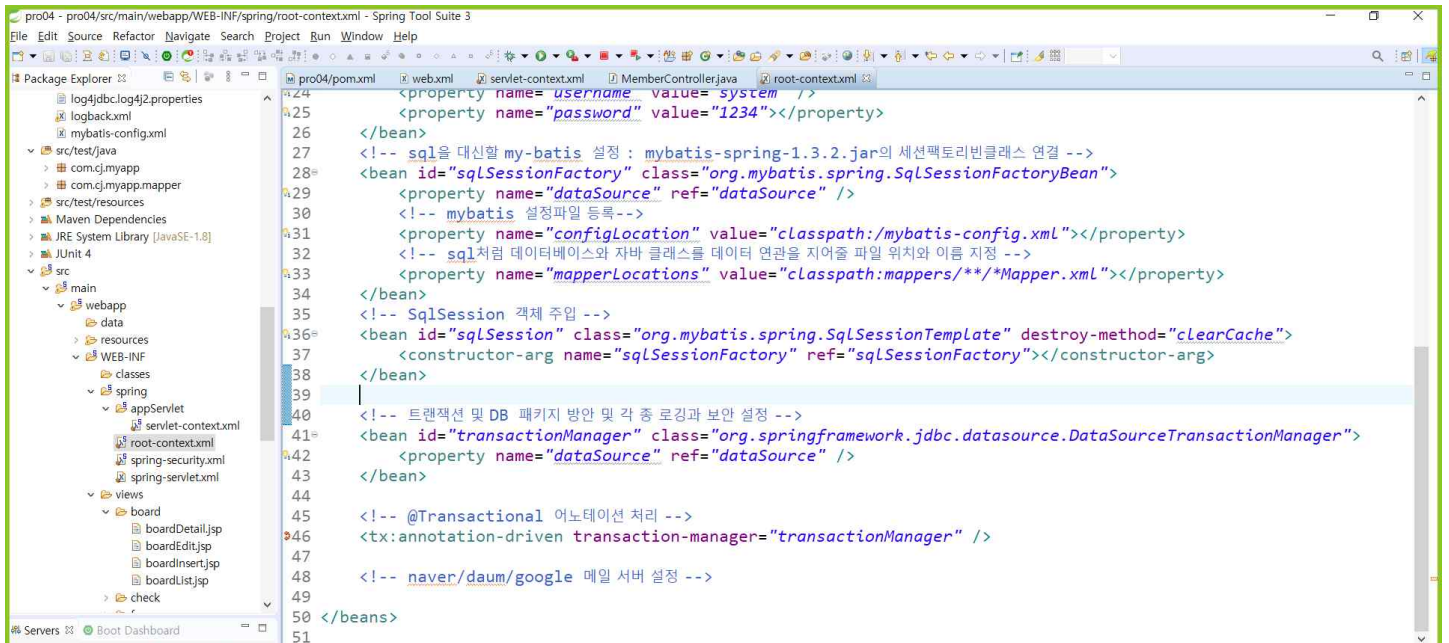 pro04 - pro04/src/main/webapp/WEB-INF/spring/root-context.xml - Spring Tool Suite 3
File Edit Source Refactor Navigate Search Project Run Window Help
Package Explorer
log4jdbc.log4j2.properties
logback.xml
mybatis-config.xml
src/test/java
com.cj.myapp
com.cj.myapp.mapper
src/test/resources
Maven Dependencies
JRE System Library [JavaSE-1.8]
JUnit 4
src
main
webapp
data
resources
WEB-INF
classes
spring
appServlet
servlet-context.xml
root-context.xml
spring-security.xml
spring-servlet.xml
views
board
boardDetail.jsp
boardEdit.jsp
boardInsert.jsp
boardList.jsp
check
Servers Boot Dashboard
pro04/pom.xml web.xml servlet-context.xml MemberController.java root-context.xml
24 <property name="username" value="system" />
25 <property name="password" value="1234"></property>
26 </bean>
27 <!-- sql을 대신할 my-batis 설정 : mybatis-spring-1.3.2.jar의 세션팩토리빈클래스 연결 -->
28 <bean id="sqlSessionFactory" class="org.mybatis.spring.SqlSessionFactoryBean">
29 <property name="dataSource" ref="dataSource" />
30 <!-- mybatis 설정파일 등록-->
31 <property name="configLocation" value="classpath:/mybatis-config.xml"></property>
32 <!-- sql처럼 데이터베이스와 자바 클래스를 데이터 연관을 지어줄 파일 위치와 이름 지정 -->
33 <property name="mapperLocations" value="classpath:mappers/**/*Mapper.xml"></property>
34 </bean>
35 <!-- SqlSession 객체 주입 -->
36 <bean id="sqlSession" class="org.mybatis.spring.SqlSessionTemplate" destroy-method="clearCache">
37 <constructor-arg name="sqlSessionFactory" ref="sqlSessionFactory"></constructor-arg>
38 </bean>
39
40 <!-- 트랜잭션 및 DB 패키지 방안 및 각 종 로깅과 보안 설정 -->
41 <bean id="transactionManager" class="org.springframework.jdbc.datasource.DataSourceTransactionManager">
42 <property name="dataSource" ref="dataSource" />
43 </bean>
44
45 <!-- @Transactional 어노테이션 처리 -->
46 <tx:annotation-driven transaction-manager="transactionManager" />
47
48 <!-- naver/daum/google 메일 서버 설정 -->
49
50 </beans>
51